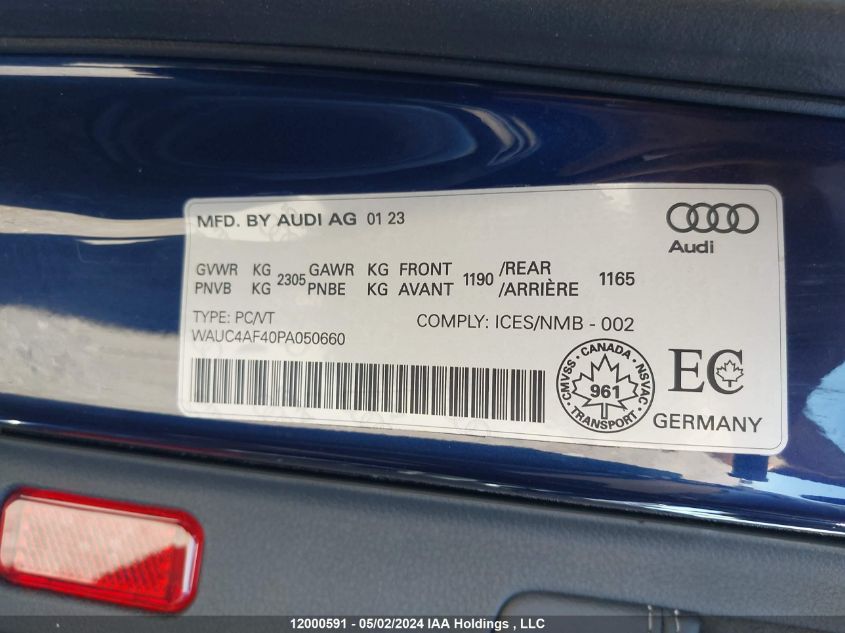 MFD. BY AUDI AG 01 23
Audi
GVWR KG 2305 GAWR KG FRONT 1190 /REAR 1165
PNVB KG PNBE KG AVANT /ARRIÈRE
TYPE: PC/VT COMPLY: ICES/NMB - 002
WAUC4AF40PA050660
CMVSS - CANADA - NSVAC
961
TRANSPORT
EC
GERMANY
12000591 - 05/02/2024 IAA Holdings , LLC